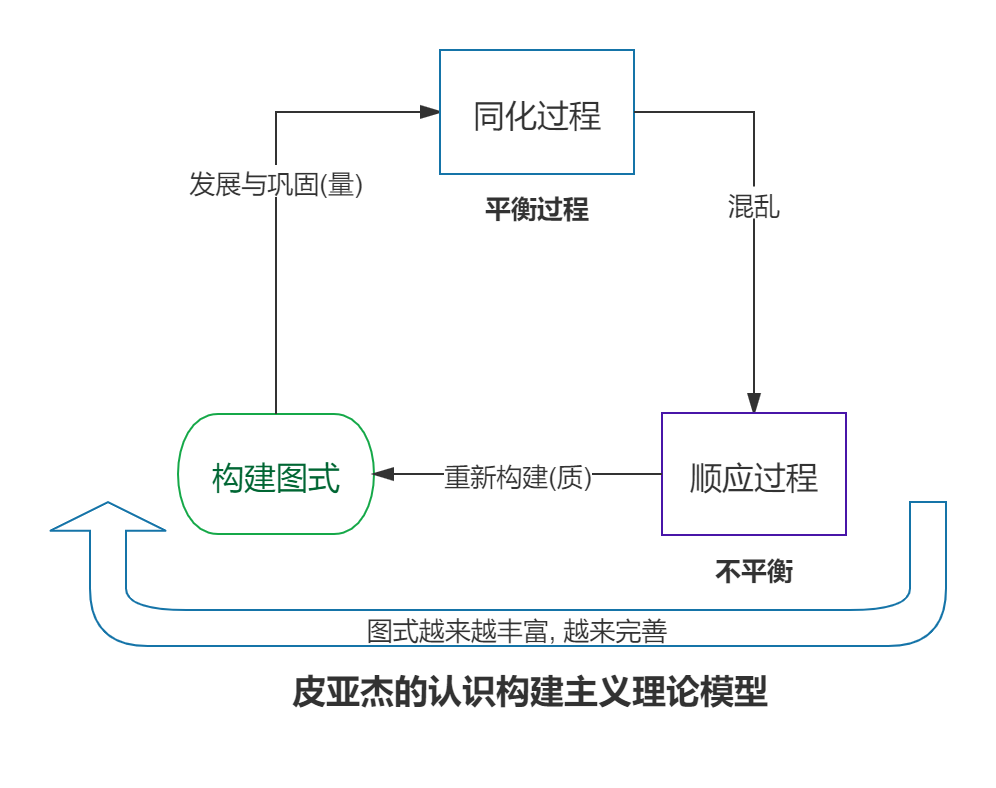 同化过程
发展与巩固(量)
平衡过程
混乱
构建图式
重新构建(质)
顺应过程
不平衡
图式越来越丰富, 越来完善
皮亚杰的认识构建主义理论模型